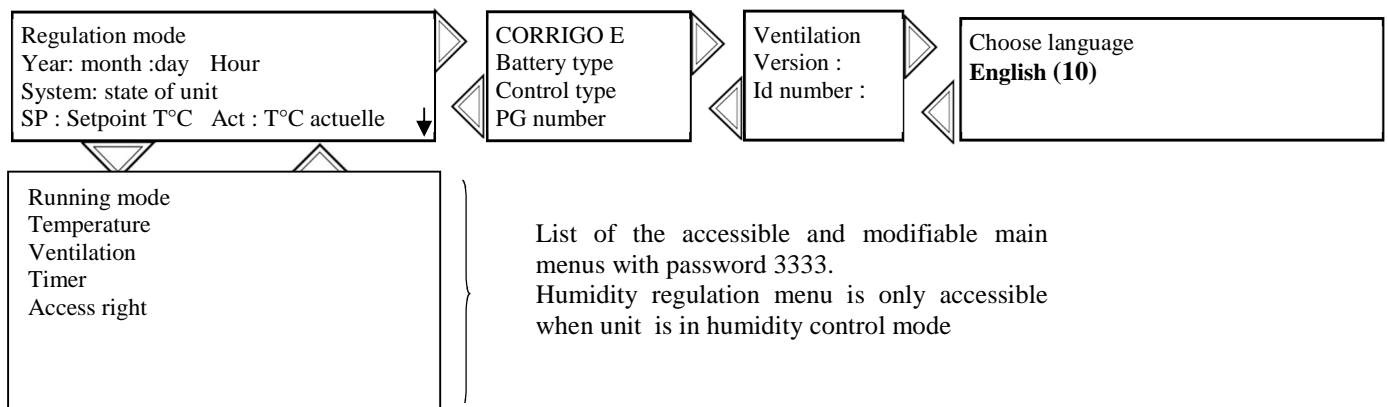 Regulation mode
Year: month :day Hour
System: state of unit
SP : Setpoint T°C Act : T°C actuelle
CORRIGO E
Battery type
Control type
PG number
Ventilation
Version :
Id number :
Choose language
English (10)
Running mode
Temperature
Ventilation
Timer
Access right
List of the accessible and modifiable main
menus with password 3333.
Humidity regulation menu is only accessible
when unit is in humidity control mode